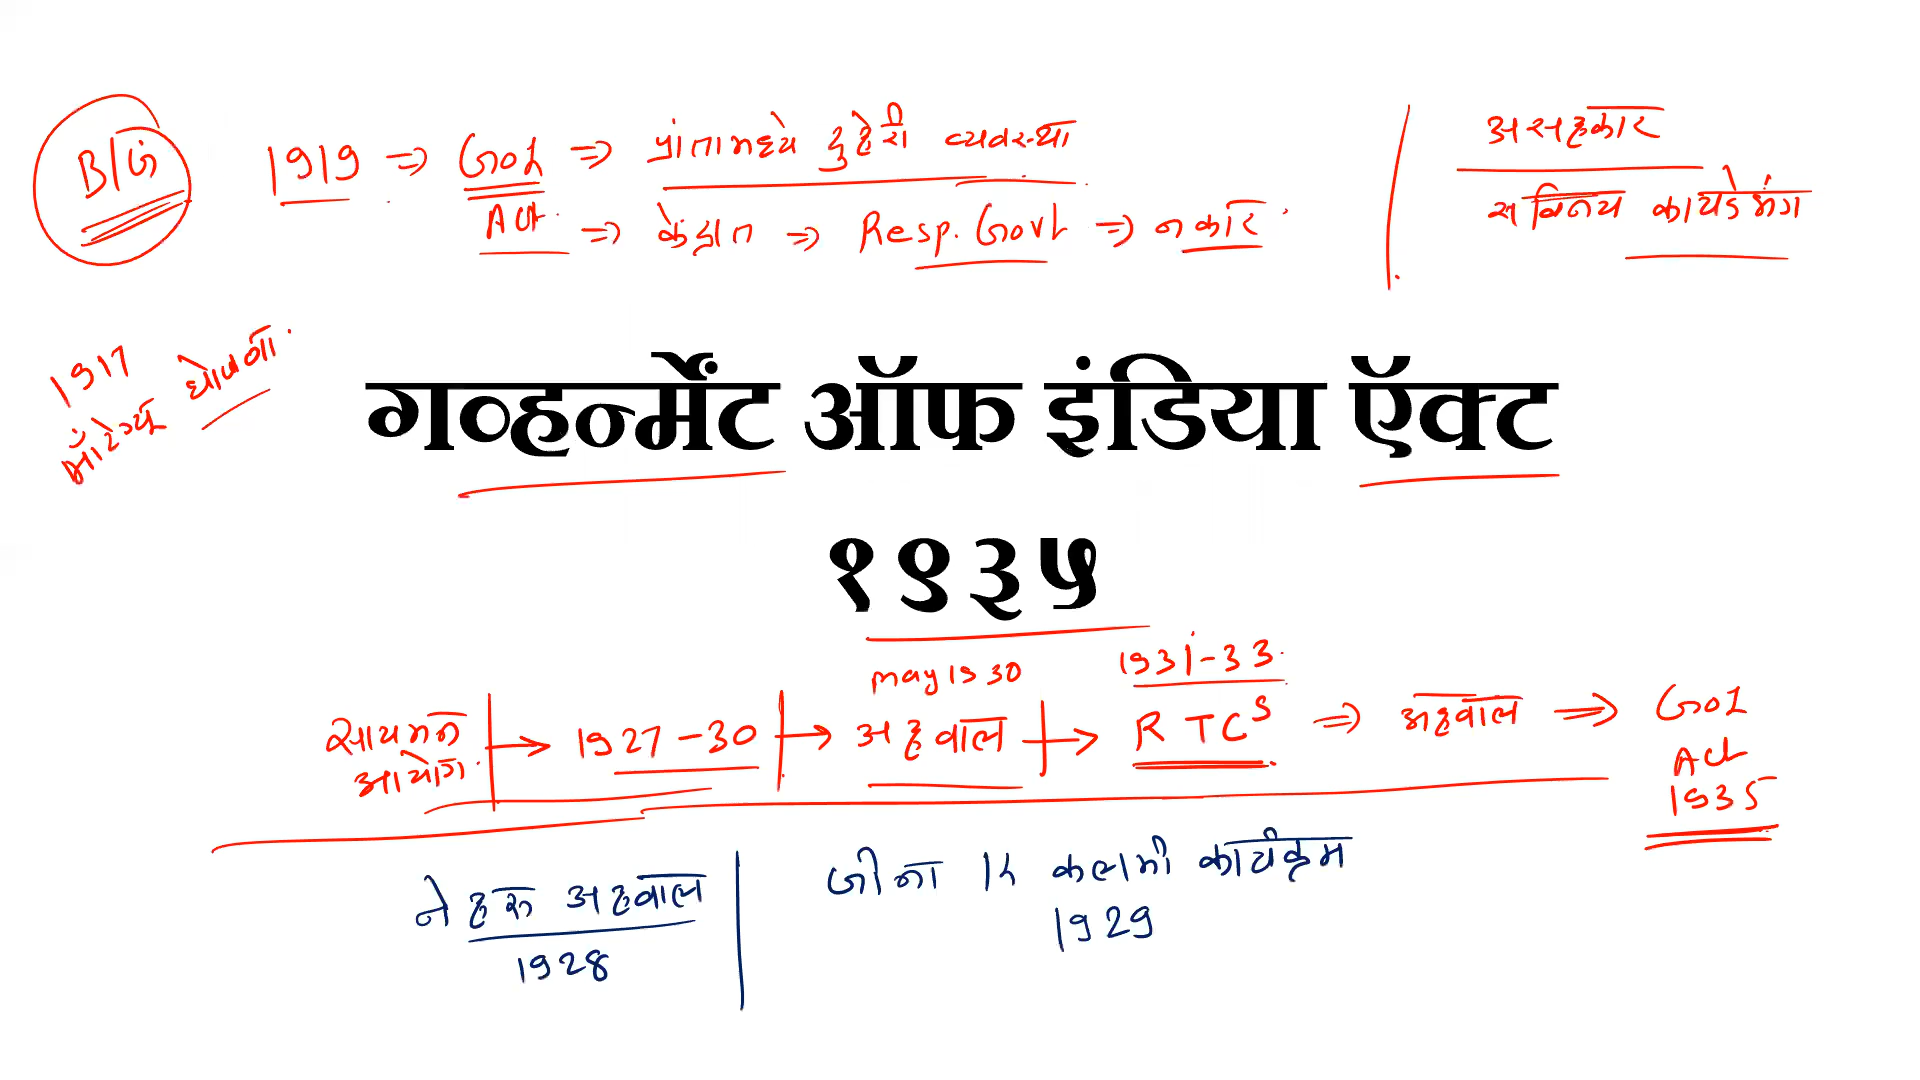 B/G
1919 ⇒ GoI ⇒ प्रांतामध्ये दुहेरी व्यवस्था
Act ⇒ केंद्रात ⇒ Resp. Govt ⇒ नकार
असहकार
सविनय कायदेभंग
1917
माँटेग्यू घोषणा
गव्हर्न्मेंट ऑफ इंडिया ऍक्ट
१९३५
सायमन आयोग → 1927-30 → may 1930 अहवाल → 1931-33 RTCs ⇒ अहवाल ⇒ GoI Act 1935
नेहरू अहवाल
1928
जीना 14 कलमी कार्यक्रम
1929